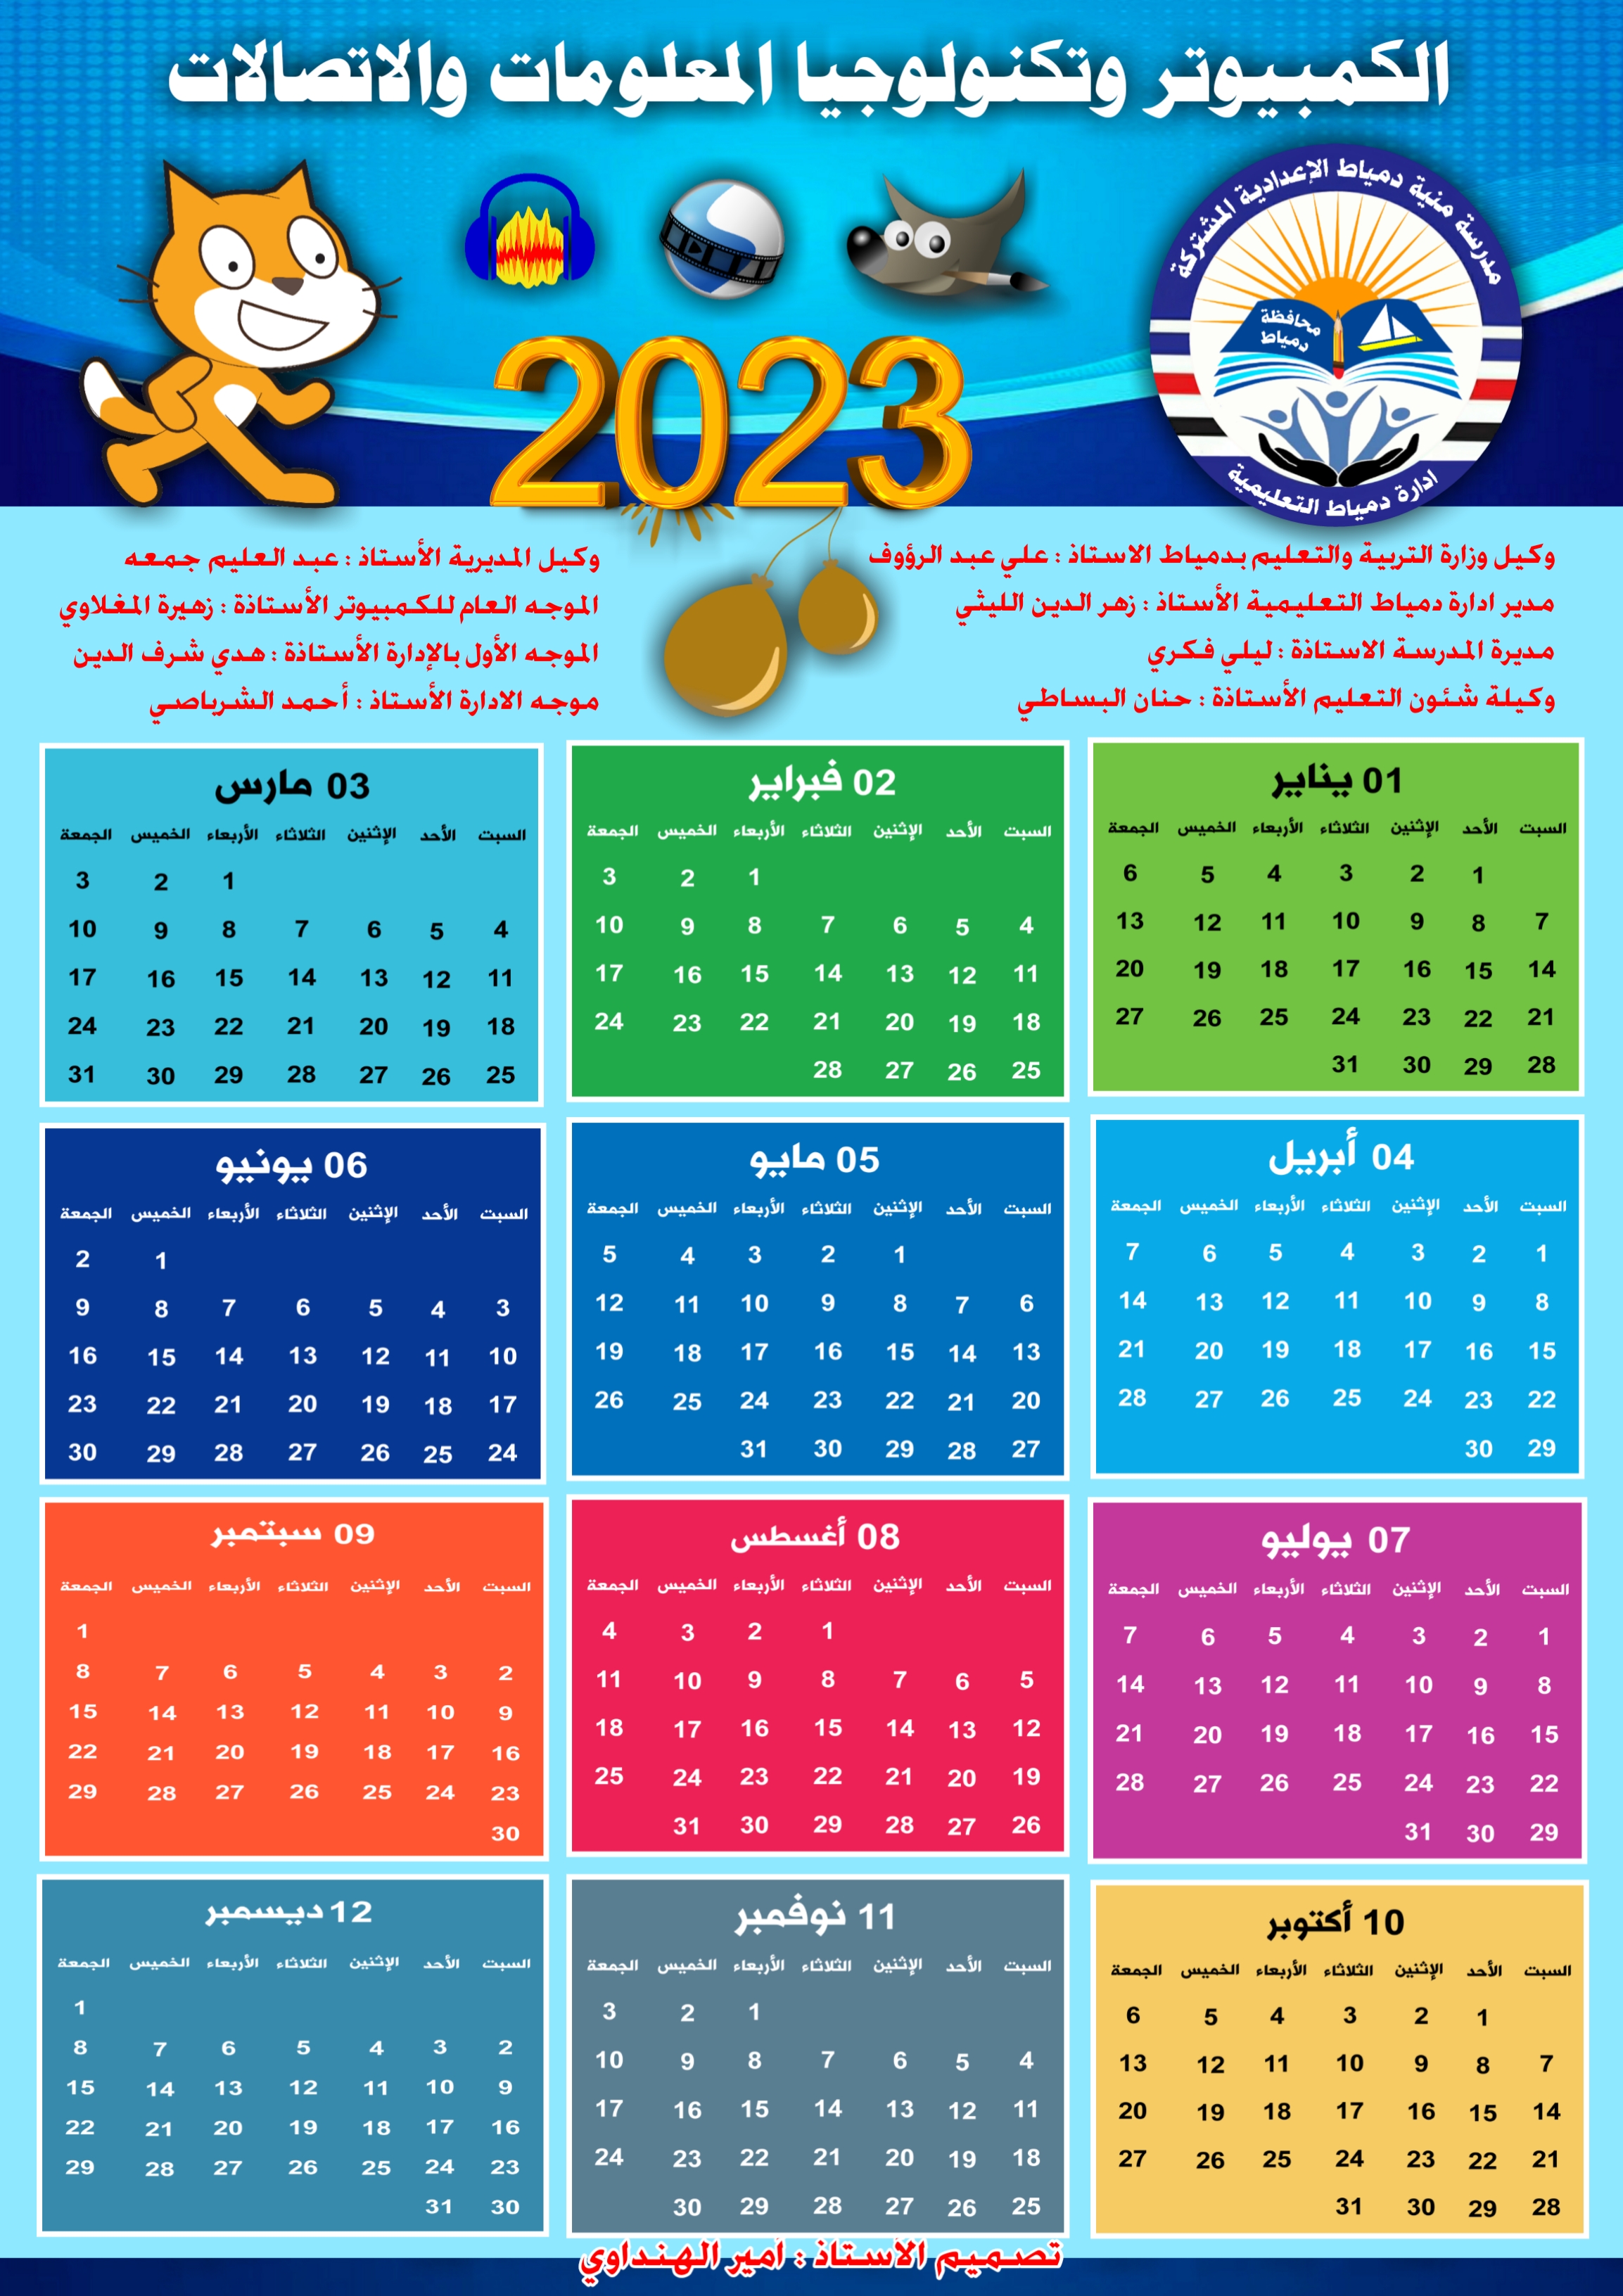 الكمبيوتر وتكنولوجيا المعلومات والاتصالات
مدرسة منية دمياط الإعدادية المشتركة
محافظة
دمياط
ادارة دمياط التعليمية
2023
وكيل وزارة التربية والتعليم بدمياط الاستاذ : علي عبد الرؤوف
مدير ادارة دمياط التعليمية الأستاذ : زهر الدين الليثي
مديرة المدرسة الاستاذة : ليلي فكري
وكيلة شئون التعليم الأستاذة : حنان البساطي
وكيل المديرية الأستاذ : عبد العليم جمعه
الموجه العام للكمبيوتر الأستاذة : زهيرة المغلاوي
الموجه الأول بالإدارة الأستاذة : هدي شرف الدين
موجه الادارة الأستاذ : أحمد الشرباصي
01 يناير
السبت الأحد الإثنين الثلاثاء الأربعاء الخميس الجمعة
1 2 3 4 5 6
7 8 9 10 11 12 13
14 15 16 17 18 19 20
21 22 23 24 25 26 27
28 29 30 31
02 فبراير
السبت الأحد الإثنين الثلاثاء الأربعاء الخميس الجمعة
1 2 3
4 5 6 7 8 9 10
11 12 13 14 15 16 17
18 19 20 21 22 23 24
25 26 27 28
03 مارس
السبت الأحد الإثنين الثلاثاء الأربعاء الخميس الجمعة
1 2 3
4 5 6 7 8 9 10
11 12 13 14 15 16 17
18 19 20 21 22 23 24
25 26 27 28 29 30 31
04 أبريل
السبت الأحد الإثنين الثلاثاء الأربعاء الخميس الجمعة
1 2 3 4 5 6 7
8 9 10 11 12 13 14
15 16 17 18 19 20 21
22 23 24 25 26 27 28
29 30
05 مايو
السبت الأحد الإثنين الثلاثاء الأربعاء الخميس الجمعة
1 2 3 4 5
6 7 8 9 10 11 12
13 14 15 16 17 18 19
20 21 22 23 24 25 26
27 28 29 30 31
06 يونيو
السبت الأحد الإثنين الثلاثاء الأربعاء الخميس الجمعة
1 2
3 4 5 6 7 8 9
10 11 12 13 14 15 16
17 18 19 20 21 22 23
24 25 26 27 28 29 30
07 يوليو
السبت الأحد الإثنين الثلاثاء الأربعاء الخميس الجمعة
1 2 3 4 5 6 7
8 9 10 11 12 13 14
15 16 17 18 19 20 21
22 23 24 25 26 27 28
29 30 31
08 أغسطس
السبت الأحد الإثنين الثلاثاء الأربعاء الخميس الجمعة
1 2 3 4
5 6 7 8 9 10 11
12 13 14 15 16 17 18
19 20 21 22 23 24 25
26 27 28 29 30 31
09 سبتمبر
السبت الأحد الإثنين الثلاثاء الأربعاء الخميس الجمعة
1
2 3 4 5 6 7 8
9 10 11 12 13 14 15
16 17 18 19 20 21 22
23 24 25 26 27 28 29
30
10 أكتوبر
السبت الأحد الإثنين الثلاثاء الأربعاء الخميس الجمعة
1 2 3 4 5 6
7 8 9 10 11 12 13
14 15 16 17 18 19 20
21 22 23 24 25 26 27
28 29 30 31
11 نوفمبر
السبت الأحد الإثنين الثلاثاء الأربعاء الخميس الجمعة
1 2 3
4 5 6 7 8 9 10
11 12 13 14 15 16 17
18 19 20 21 22 23 24
25 26 27 28 29 30
12 ديسمبر
السبت الأحد الإثنين الثلاثاء الأربعاء الخميس الجمعة
1
2 3 4 5 6 7 8
9 10 11 12 13 14 15
16 17 18 19 20 21 22
23 24 25 26 27 28 29
30 31
تصميم الأستاذ : أمير الهنداوي